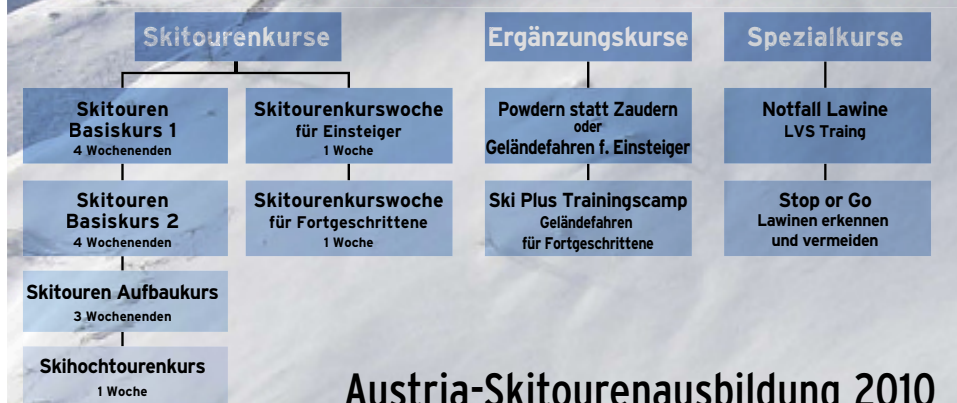 Skitourenkurse
Ergänzungskurse
Spezialkurse
Skitouren
Basiskurs 1
4 Wochenenden
Skitourenkurswoche
für Einsteiger
1 Woche
Powdern statt Zaudern
oder
Geländefahren f. Einsteiger
Notfall Lawine
LVS Traing
Skitouren
Basiskurs 2
4 Wochenenden
Skitourenkurswoche
für Fortgeschrittene
1 Woche
Ski Plus Trainingscamp
Geländefahren
für Fortgeschrittene
Stop or Go
Lawinen erkennen
und vermeiden
Skitouren Aufbaukurs
3 Wochenenden
Skihochtourenkurs
1 Woche
Austria-Skitourenausbildung 2010